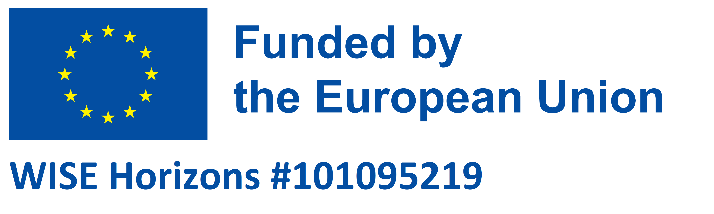 Funded by
the European Union
WISE Horizons #101095219